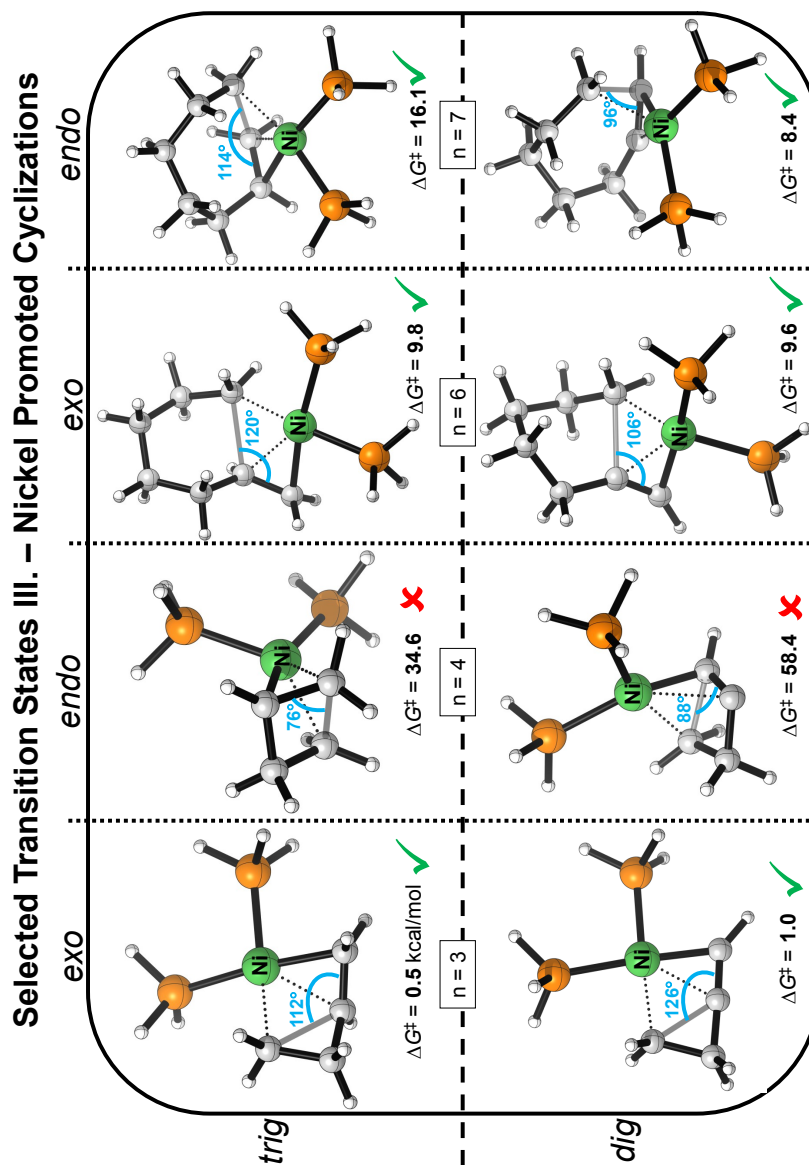 Selected Transition States III. – Nickel Promoted Cyclizations
exo
endo
exo
endo
trig
112°
Ni
ΔG‡ = 0.5 kcal/mol
76°
Ni
ΔG‡ = 34.6
120°
Ni
ΔG‡ = 9.8
114°
Ni
ΔG‡ = 16.1
n = 3
n = 4
n = 6
n = 7
dig
126°
Ni
ΔG‡ = 1.0
88°
Ni
ΔG‡ = 58.4
106°
Ni
ΔG‡ = 9.6
96°
Ni
ΔG‡ = 8.4